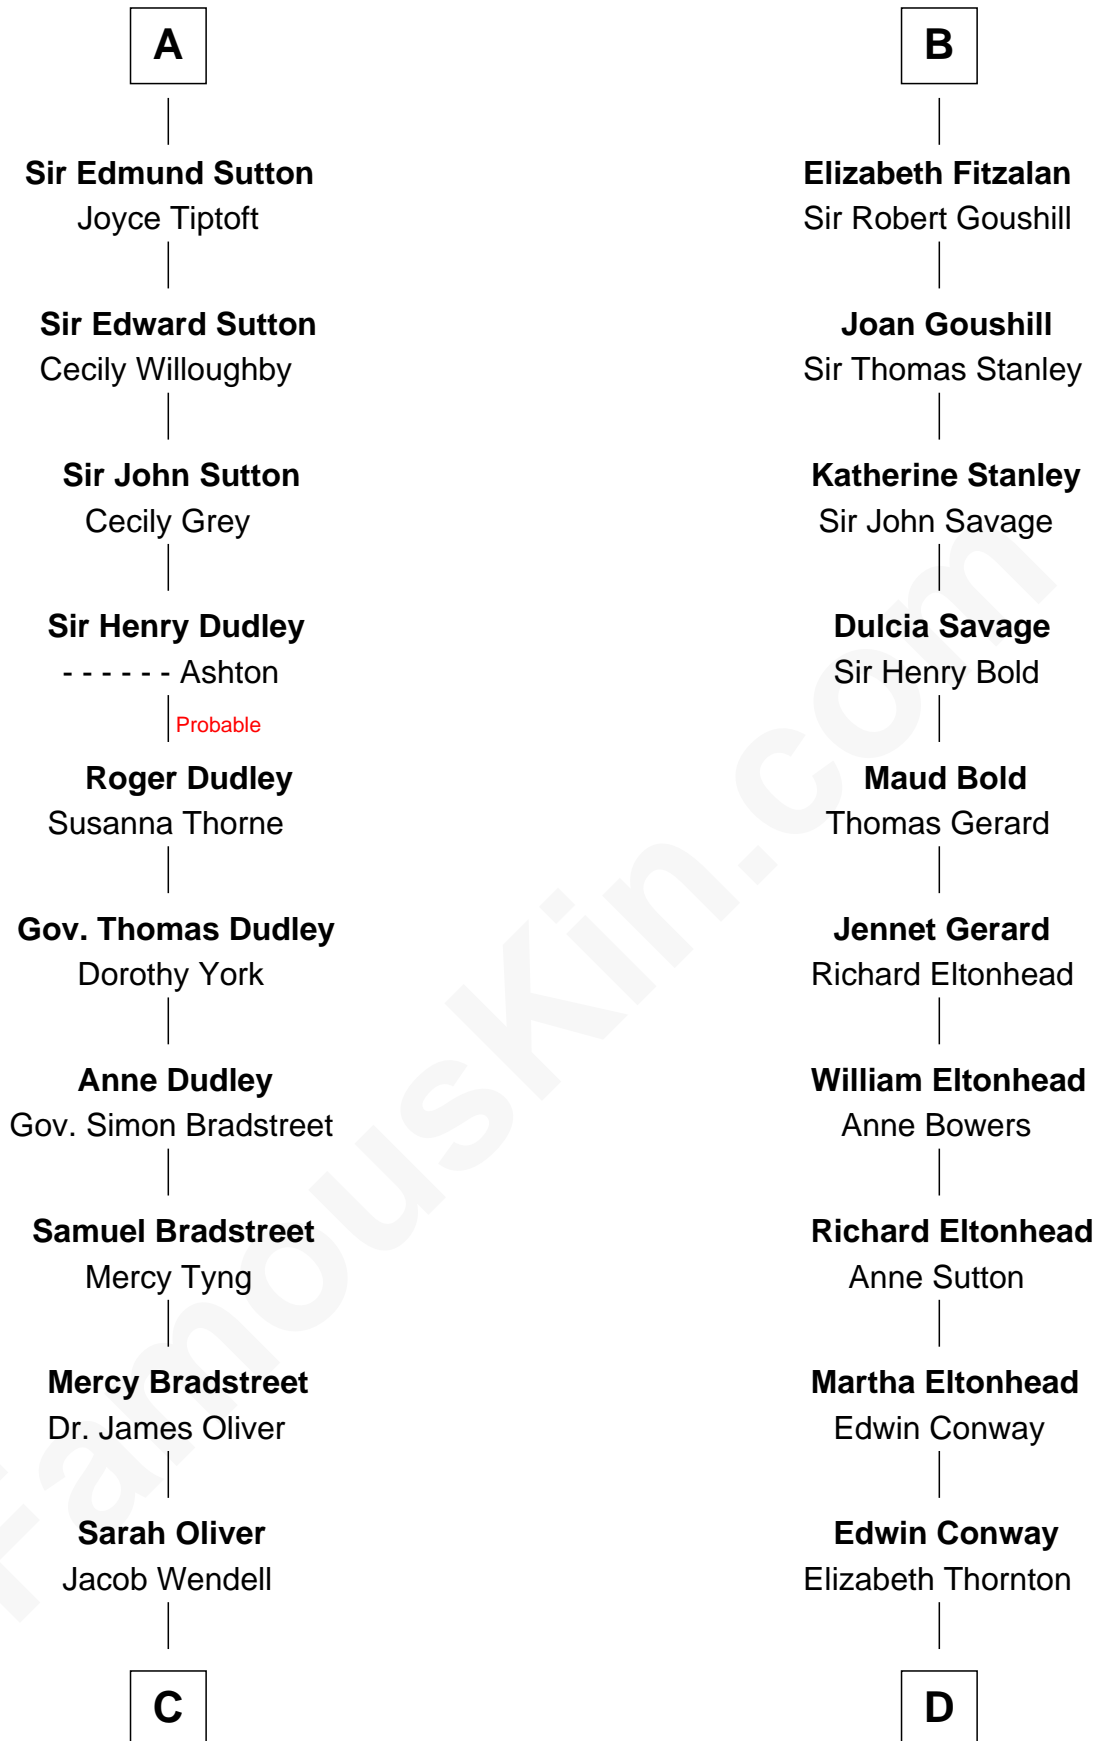 A
Sir Edmund Sutton
Joyce Tiptoft
Sir Edward Sutton
Cecily Willoughby
Sir John Sutton
Cecily Grey
Sir Henry Dudley
- - - - - - Ashton
Probable
Roger Dudley
Susanna Thorne
Gov. Thomas Dudley
Dorothy York
Anne Dudley
Gov. Simon Bradstreet
Samuel Bradstreet
Mercy Tyng
Mercy Bradstreet
Dr. James Oliver
Sarah Oliver
Jacob Wendell
C
B
Elizabeth Fitzalan
Sir Robert Goushill
Joan Goushill
Sir Thomas Stanley
Katherine Stanley
Sir John Savage
Dulcia Savage
Sir Henry Bold
Maud Bold
Thomas Gerard
Jennet Gerard
Richard Eltonhead
William Eltonhead
Anne Bowers
Richard Eltonhead
Anne Sutton
Martha Eltonhead
Edwin Conway
Edwin Conway
Elizabeth Thornton
D
FamousKin.com